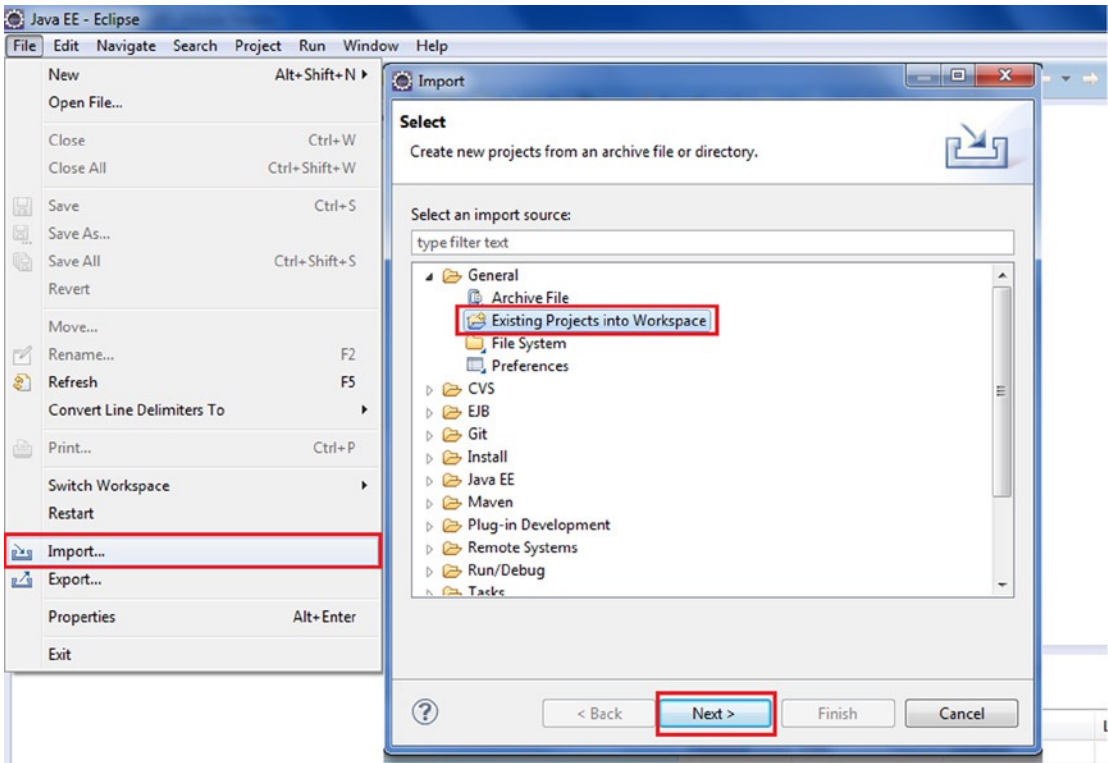 Java EE - Eclipse
File Edit Navigate Search Project Run Window Help
New Alt+Shift+N
Open File...
Close Ctrl+W
Close All Ctrl+Shift+W
Save Ctrl+S
Save As...
Save All Ctrl+Shift+S
Revert
Move...
Rename... F2
Refresh F5
Convert Line Delimiters To
Print... Ctrl+P
Switch Workspace
Restart
Import...
Export...
Properties Alt+Enter
Exit
Import
Select
Create new projects from an archive file or directory.
Select an import source:
type filter text
General
Archive File
Existing Projects into Workspace
File System
Preferences
CVS
EJB
Git
Install
Java EE
Maven
Plug-in Development
Remote Systems
Run/Debug
Tasks
? < Back Next > Finish Cancel